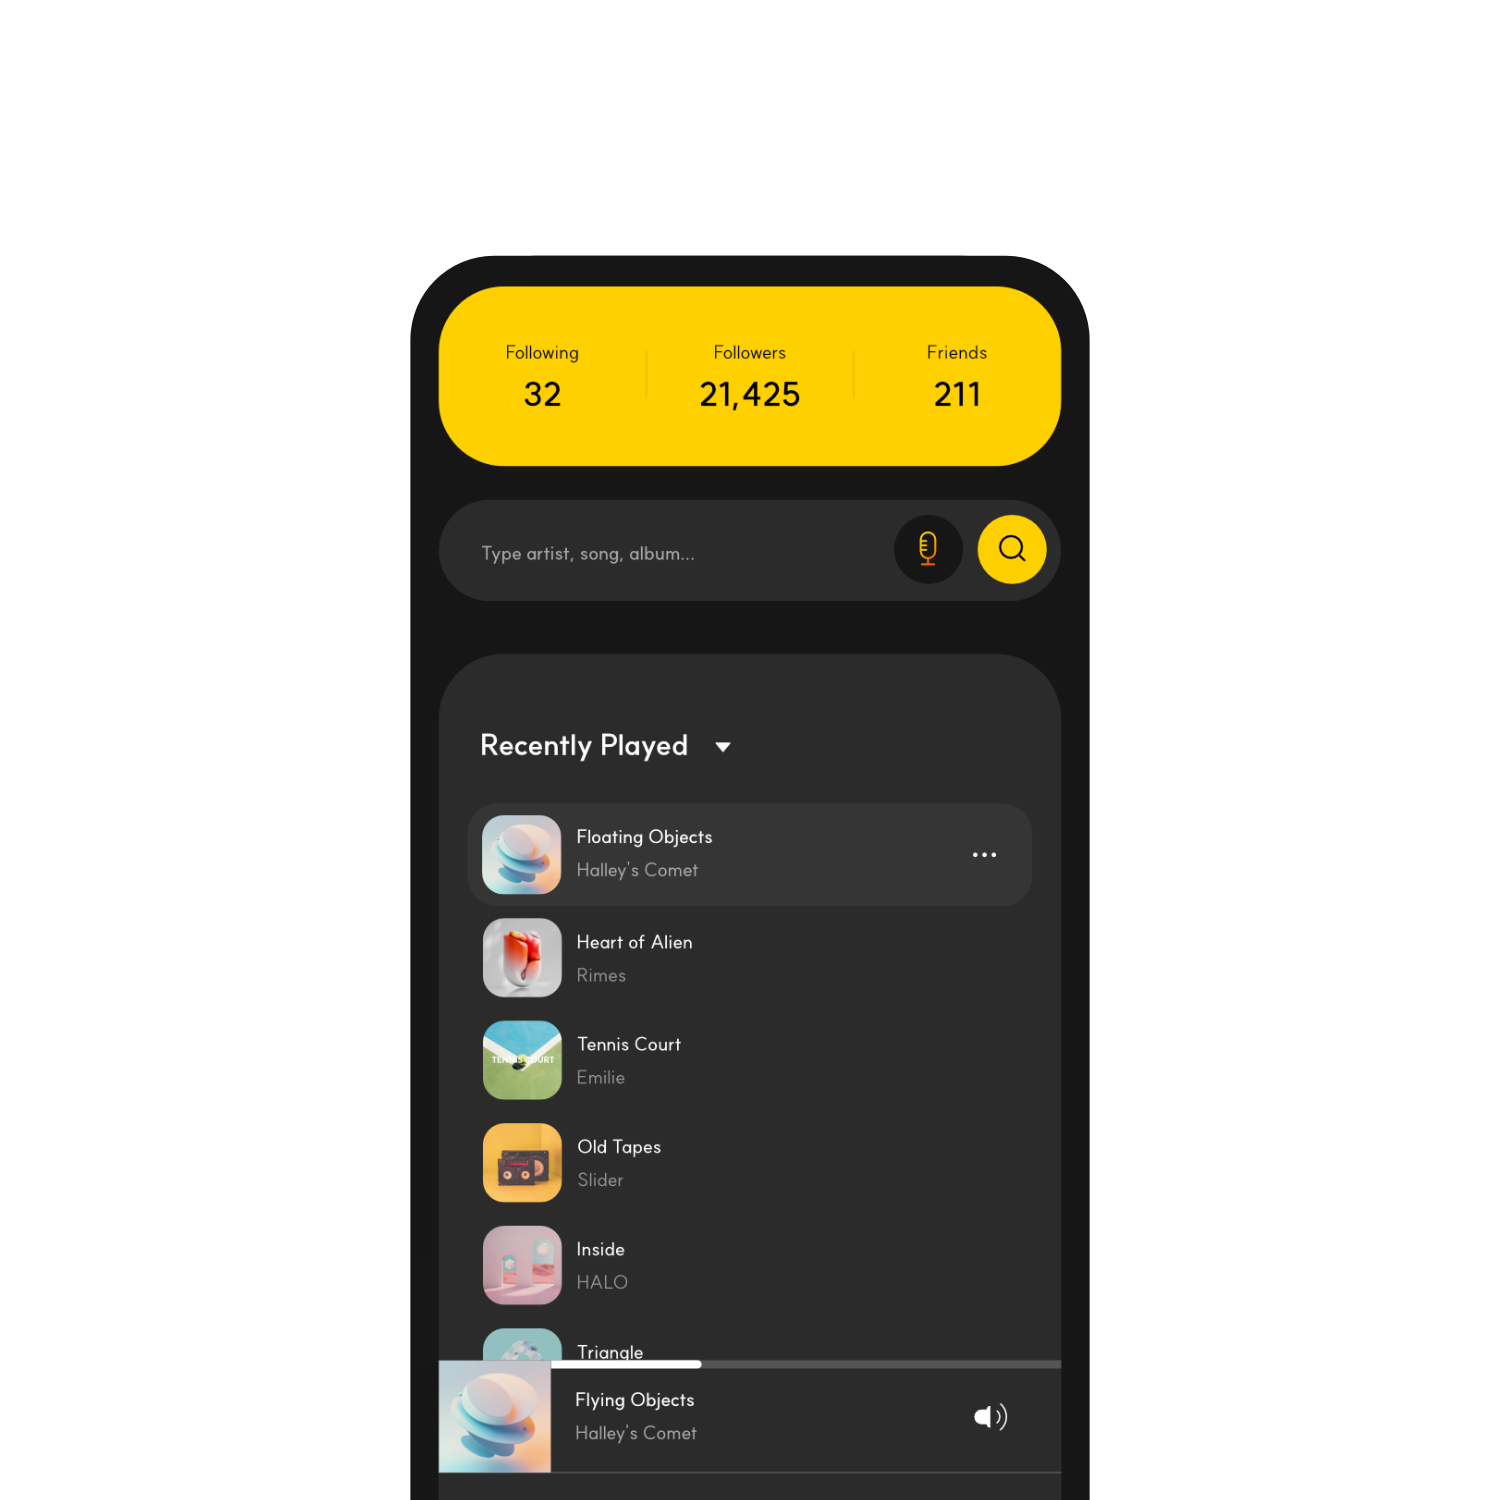 Following
Followers
Friends
32
21,425
211
Type artist, song, album...
Recently Played
Floating Objects
Halley's Comet
Heart of Alien
Rimes
TENNIS COURT
Tennis Court
Emilie
Old Tapes
Slider
Inside
HALO
Triangle
Flying Objects
Halley's Comet